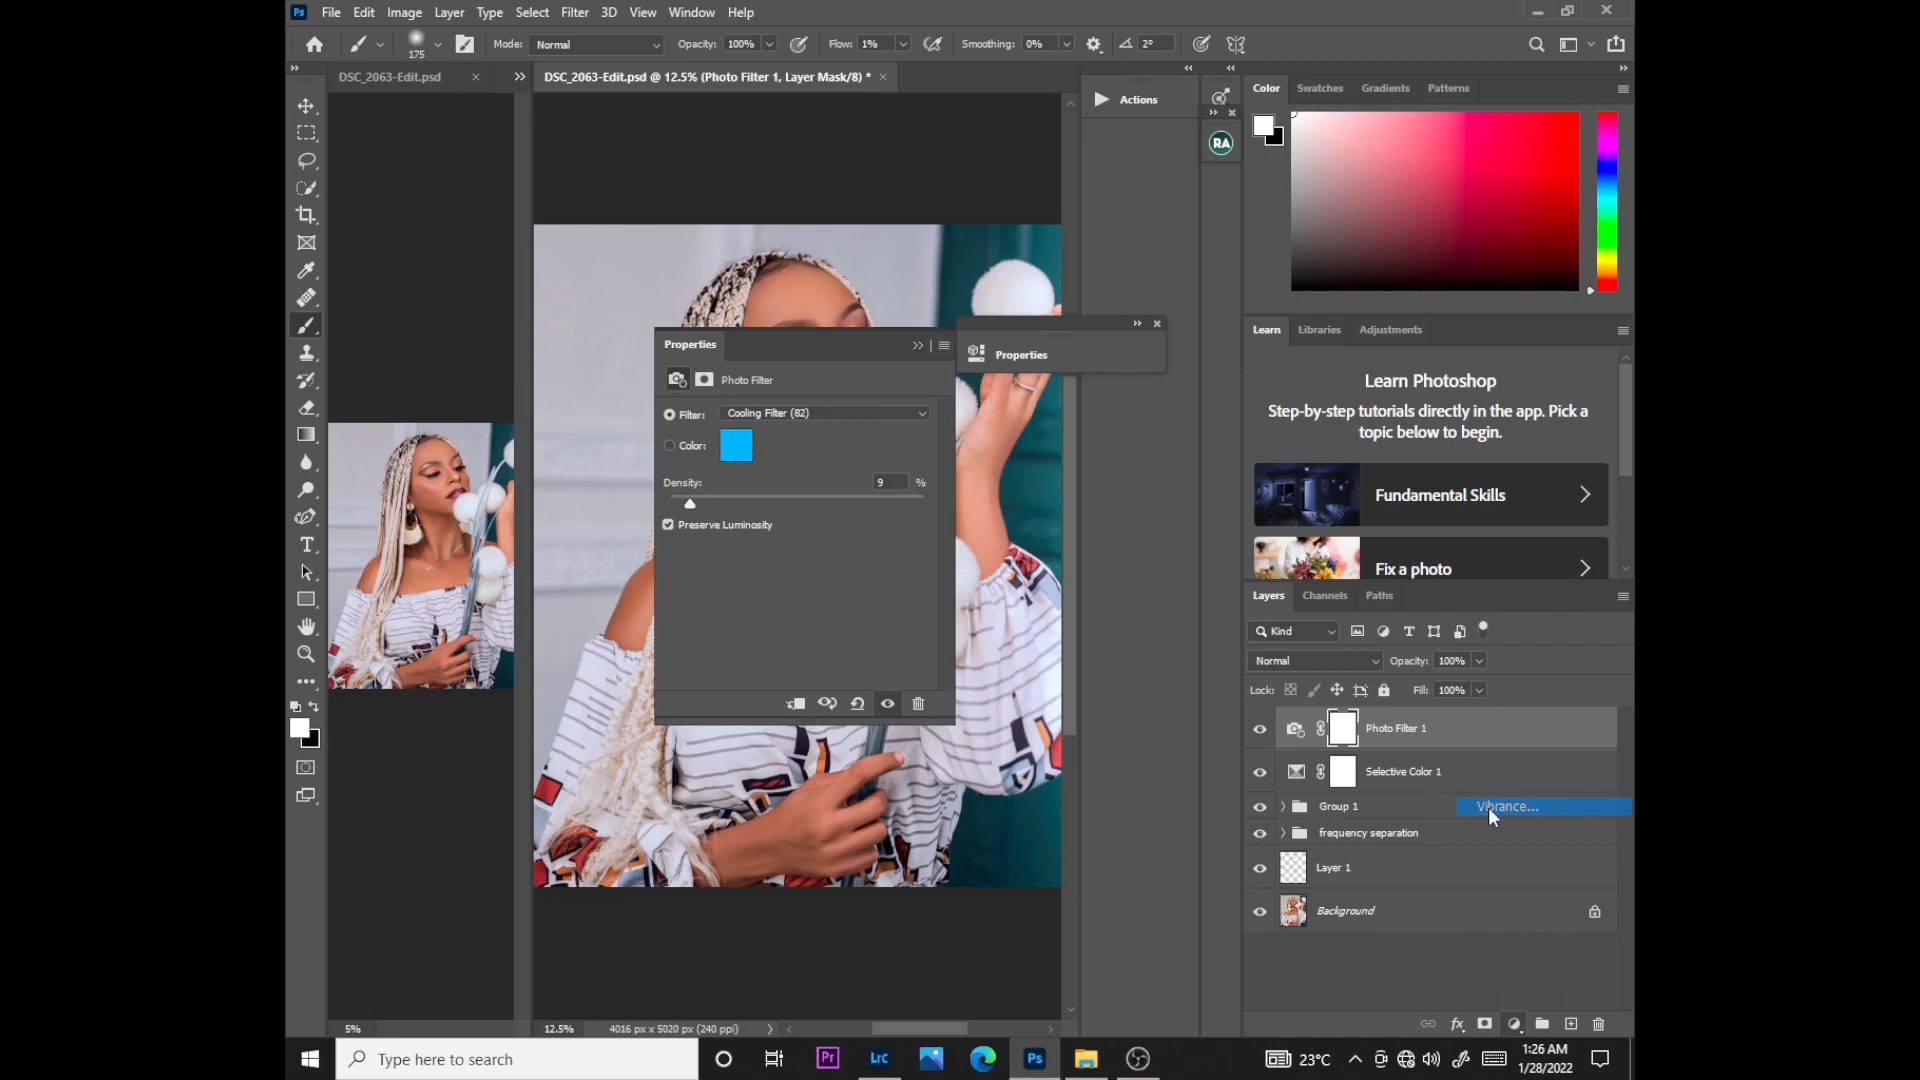 Ps File Edit Image Layer Type Select Filter 3D View Window Help
175 Mode: Normal Opacity: 100% Flow: 1% Smoothing: 0% 2°
DSC_2063-Edit.psd
DSC_2063-Edit.psd @ 12.5% (Photo Filter 1, Layer Mask/8) *
Actions
RA
Color Swatches Gradients Patterns
Properties
Photo Filter
Filter: Cooling Filter (82)
Color:
Density: 9 %
Preserve Luminosity
Properties
Learn Libraries Adjustments
Learn Photoshop
Step-by-step tutorials directly in the app. Pick a
topic below to begin.
Fundamental Skills
Fix a photo
Layers Channels Paths
Kind
Normal Opacity: 100%
Lock: Fill: 100%
Photo Filter 1
Selective Color 1
Group 1
Vibrance...
frequency separation
Layer 1
Background
fx
5%
12.5% 4016 px x 5020 px (240 ppi)
Type here to search
Pr Lrc Ps
23°C
1:26 AM
1/28/2022